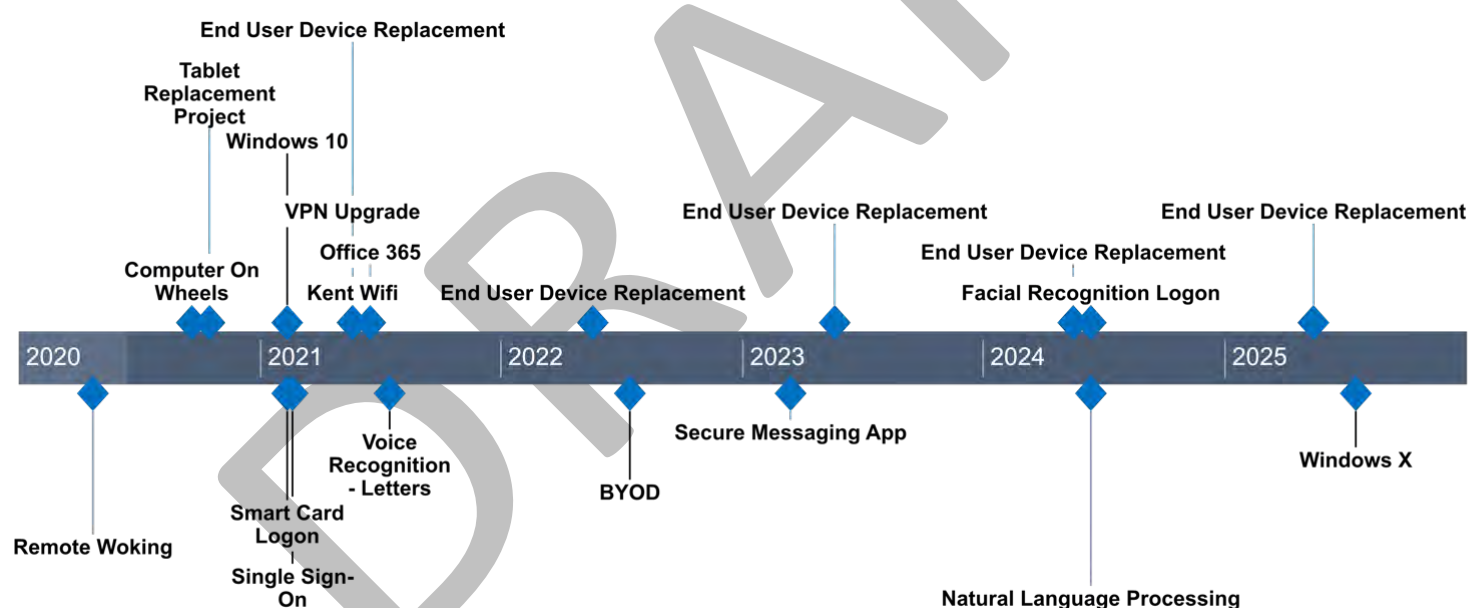 End User Device Replacement
Tablet
Replacement
Project
Windows 10
VPN Upgrade
End User Device Replacement
End User Device Replacement
Office 365
End User Device Replacement
Computer On
Wheels
Kent Wifi
End User Device Replacement
Facial Recognition Logon
2020
2021
2022
2023
2024
2025
Secure Messaging App
Voice
Recognition
- Letters
Windows X
BYOD
Smart Card
Logon
Remote Woking
Single Sign-
On
Natural Language Processing
DRA